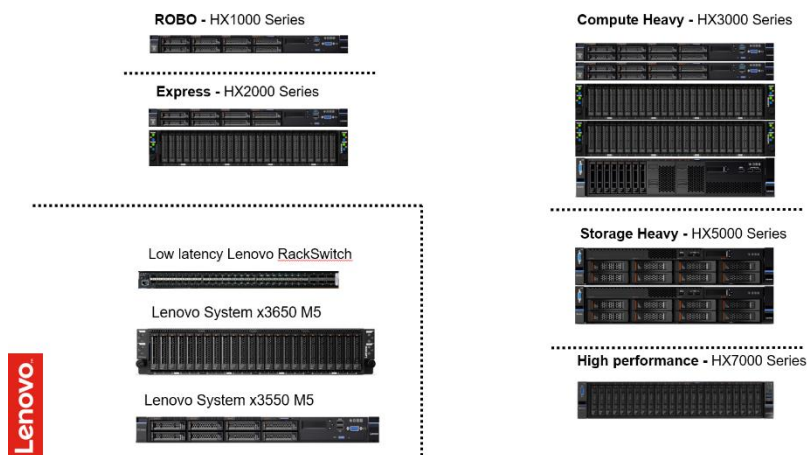 ROBO - HX1000 Series
Express - HX2000 Series
Low latency Lenovo RackSwitch
Lenovo System x3650 M5
Lenovo System x3550 M5
Lenovo.
Compute Heavy - HX3000 Series
Storage Heavy - HX5000 Series
High performance - HX7000 Series